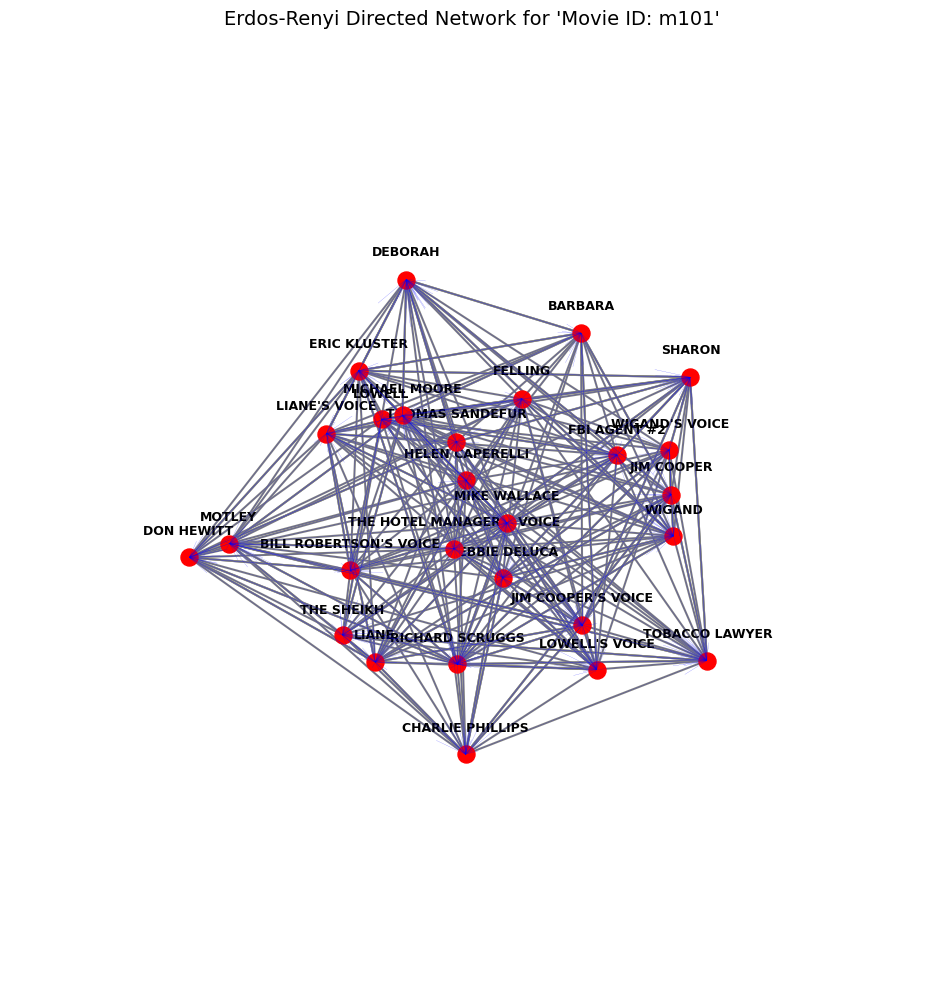 Erdos-Renyi Directed Network for 'Movie ID: m101'
DEBORAH
BARBARA
ERIC KLUSTER
SHARON
FELLING
MICHAEL MOORE
LOWELL
LIANE'S VOICE
THOMAS SANDEFUR
WIGAND'S VOICE
FBI AGENT #2
HELEN CAPERELLI
JIM COOPER
MIKE WALLACE
WIGAND
MOTLEY
THE HOTEL MANAGER'S VOICE
DON HEWITT
BILL ROBERTSON'S VOICE
DEBBIE DELUCA
JIM COOPER'S VOICE
THE SHEIKH
LIANE
RICHARD SCRUGGS
TOBACCO LAWYER
LOWELL'S VOICE
CHARLIE PHILLIPS